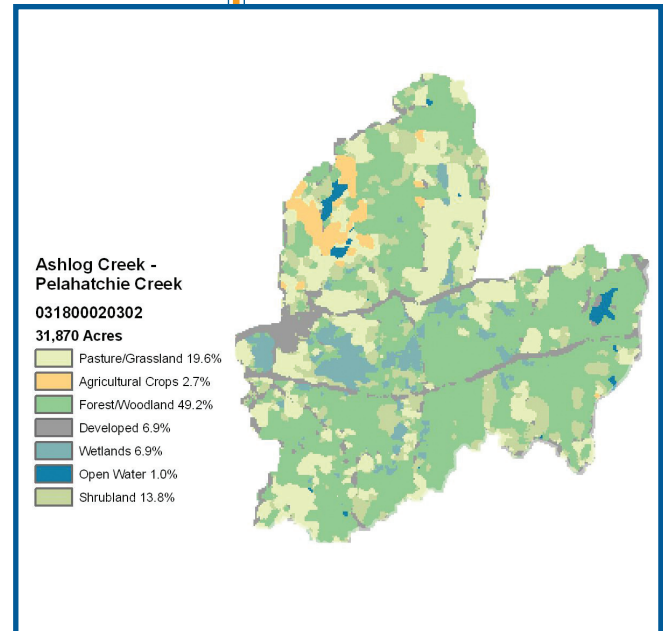 Ashlog Creek -
Pelahatchie Creek
031800020302
31,870 Acres
Pasture/Grassland 19.6%
Agricultural Crops 2.7%
Forest/Woodland 49.2%
Developed 6.9%
Wetlands 6.9%
Open Water 1.0%
Shrubland 13.8%